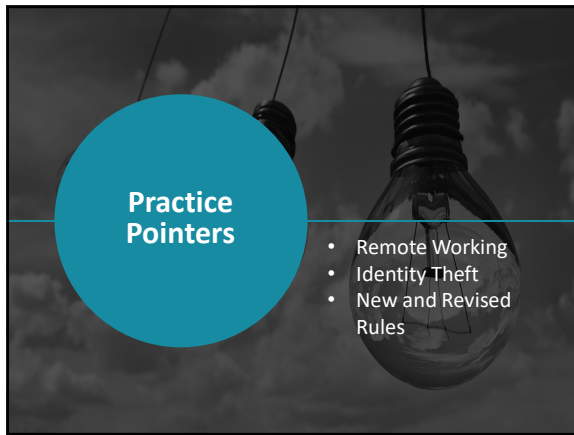 Practice
Pointers
• Remote Working
• Identity Theft
• New and Revised
Rules